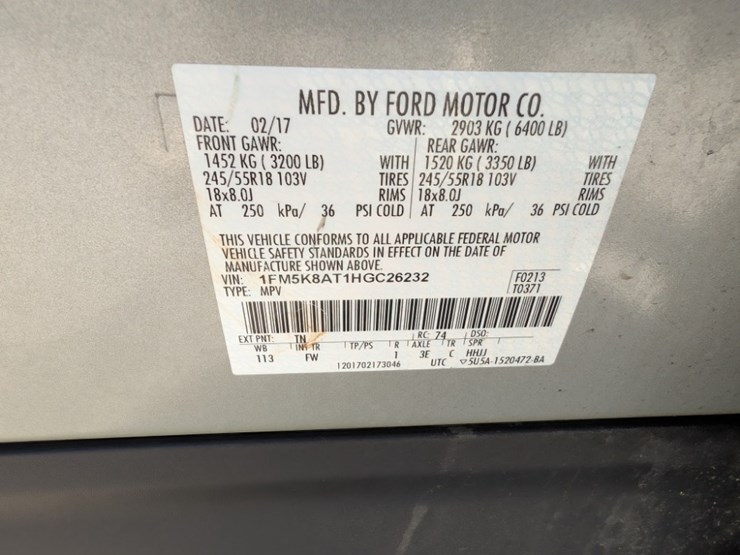 MFD. BY FORD MOTOR CO.
DATE: 02/17 GVWR: 2903 KG ( 6400 LB)
FRONT GAWR: REAR GAWR:
1452 KG ( 3200 LB) WITH 1520 KG ( 3350 LB) WITH
245/55R18 103V TIRES 245/55R18 103V TIRES
18x8.0J RIMS 18x8.0J RIMS
AT 250 kPa/ 36 PSI COLD AT 250 kPa/ 36 PSI COLD
THIS VEHICLE CONFORMS TO ALL APPLICABLE FEDERAL MOTOR
VEHICLE SAFETY STANDARDS IN EFFECT ON THE DATE OF
MANUFACTURE SHOWN ABOVE.
VIN: 1FM5K8AT1HGC26232 F0213
TYPE: MPV T0371
EXT PNT: TN RC: 74 DSO:
WB INT TR TP/PS R AXLE TR SPR
113 FW 1 3E C HHJJ
1201702173046 UTC 5U5A-1520472-BA